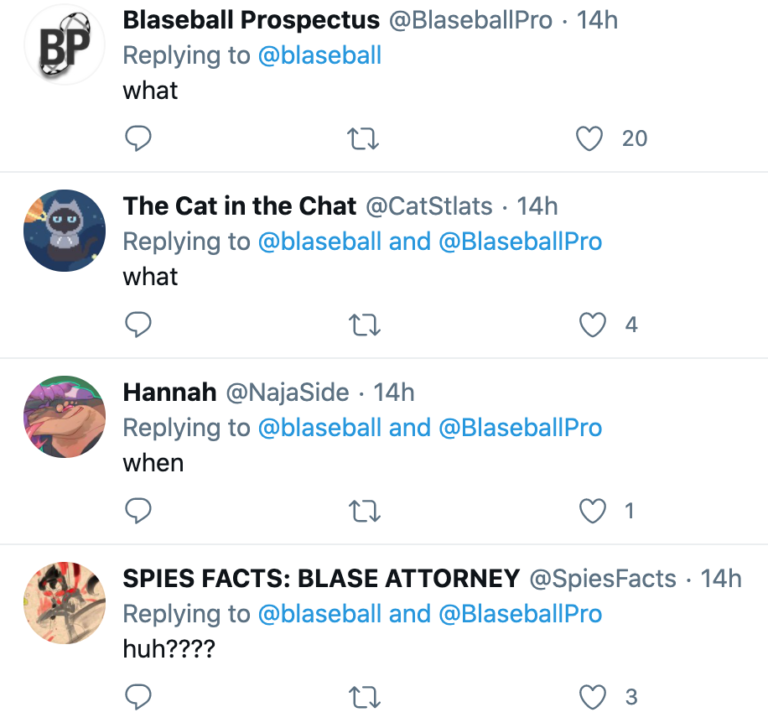 BP
Blaseball Prospectus @BlaseballPro · 14h
Replying to @blaseball
what
20
The Cat in the Chat @CatStlats · 14h
Replying to @blaseball and @BlaseballPro
what
4
Hannah @NajaSide · 14h
Replying to @blaseball and @BlaseballPro
when
1
SPIES FACTS: BLASE ATTORNEY @SpiesFacts · 14h
Replying to @blaseball and @BlaseballPro
huh????
3